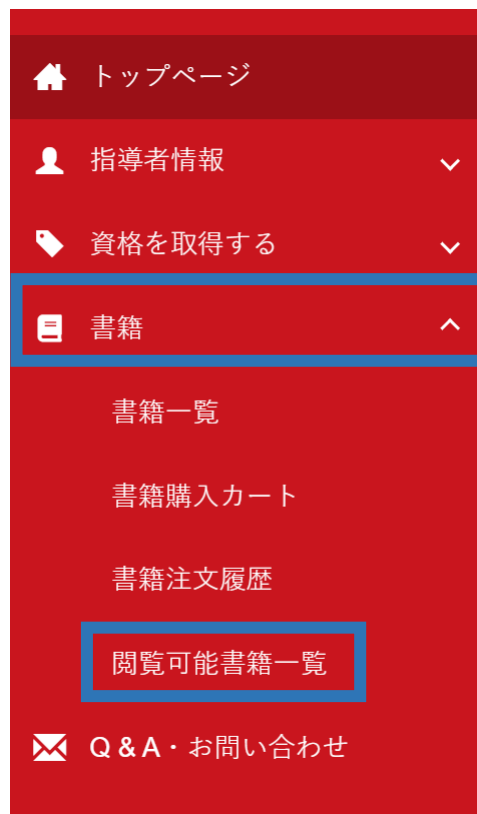 トップページ
指導者情報
資格を取得する
書籍
書籍一覧
書籍購入カート
書籍注文履歴
閲覧可能書籍一覧
Q & A・お問い合わせ